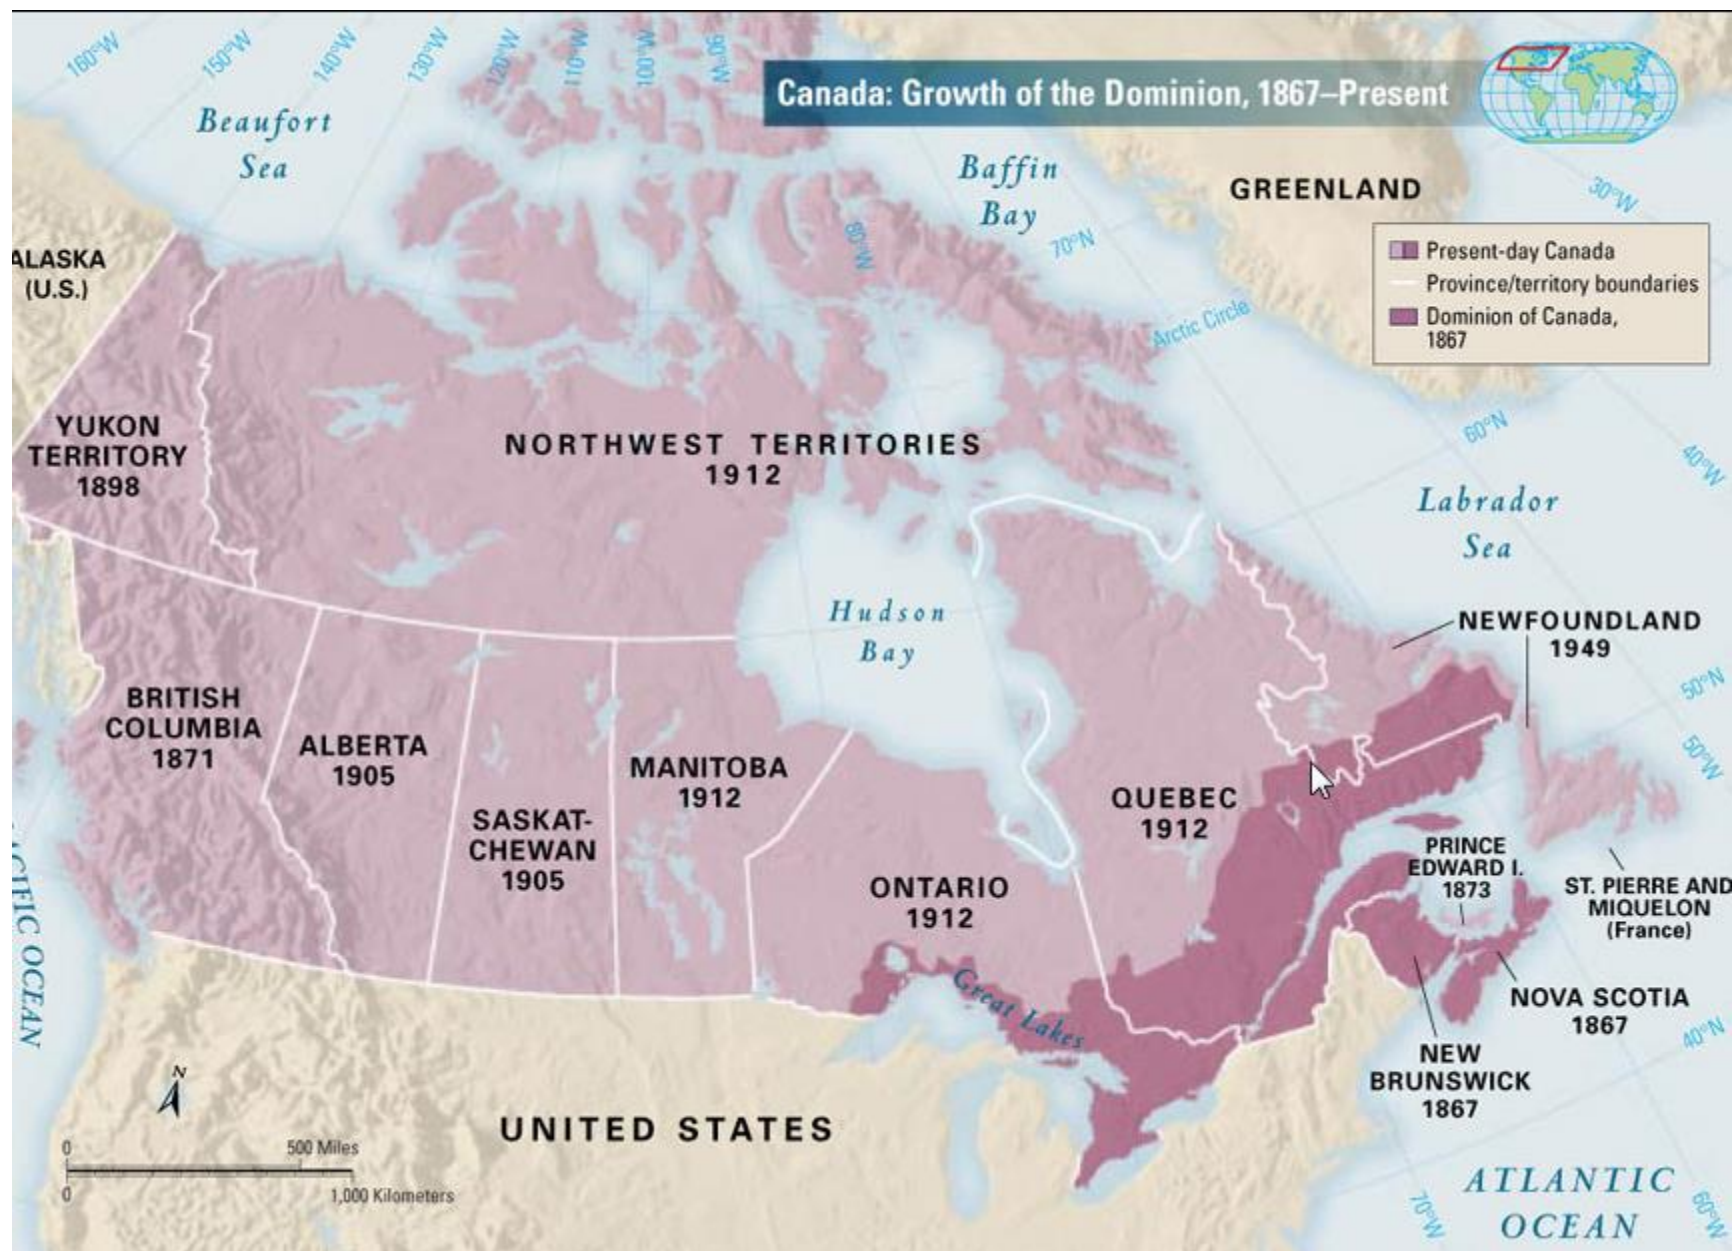 160°W
150°W
140°W
130°W
120°W
110°W
100°W
90°W
Canada: Growth of the Dominion, 1867–Present
Beaufort
Sea
Baffin
Bay
80°W
70°N
GREENLAND
30°W
Present-day Canada
Province/territory boundaries
Dominion of Canada,
1867
ALASKA
(U.S.)
Arctic Circle
60°N
40°W
YUKON
TERRITORY
1898
NORTHWEST TERRITORIES
1912
Labrador
Sea
Hudson
Bay
NEWFOUNDLAND
1949
50°N
50°W
BRITISH
COLUMBIA
1871
ALBERTA
1905
SASKAT-
CHEWAN
1905
MANITOBA
1912
ONTARIO
1912
QUEBEC
1912
PRINCE
EDWARD I.
1873
ST. PIERRE AND
MIQUELON
(France)
ACIFIC OCEAN
Great Lakes
NOVA SCOTIA
1867
40°N
NEW
BRUNSWICK
1867
N
UNITED STATES
0 500 Miles
0 1,000 Kilometers
ATLANTIC
OCEAN
70°W
60°W